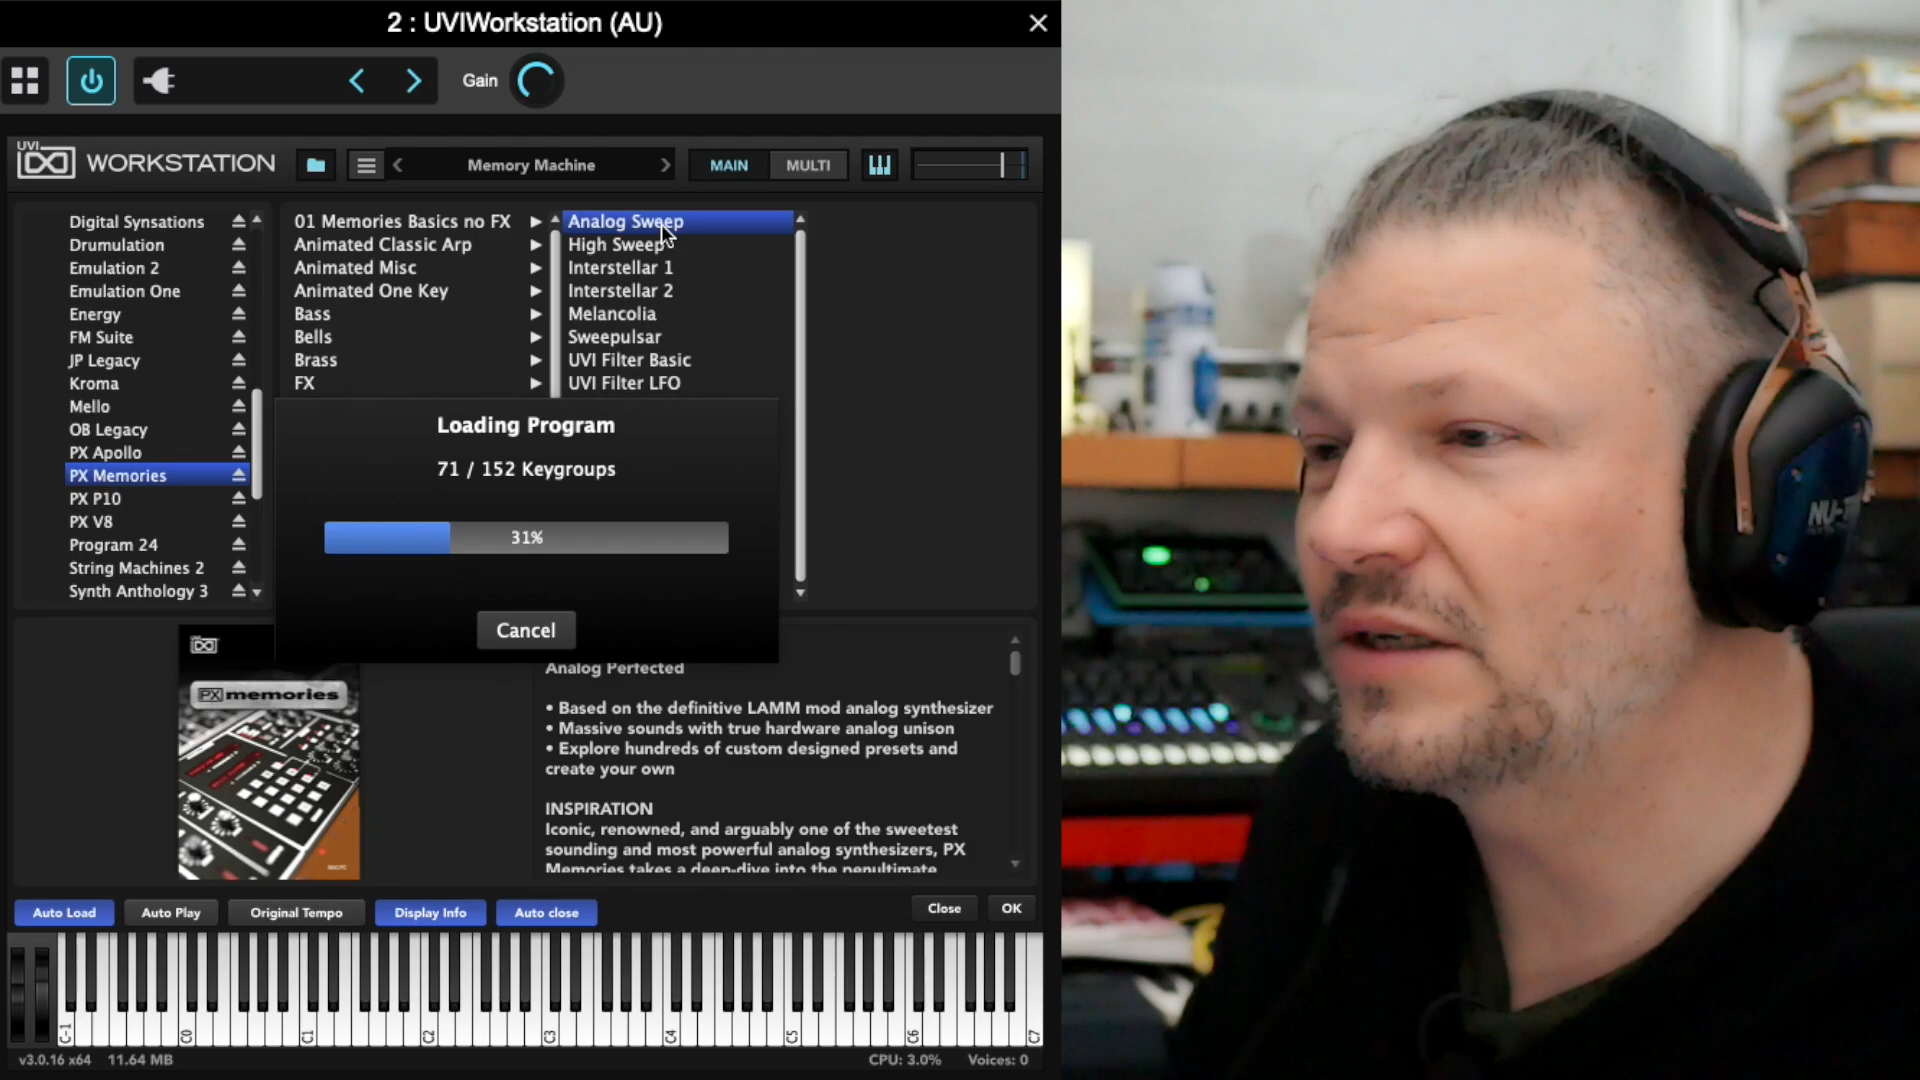 2 : UVIWorkstation (AU)
Gain
UVI
WORKSTATION
Memory Machine
MAIN
MULTI
Digital Synsations
Drumulation
Emulation 2
Emulation One
Energy
FM Suite
JP Legacy
Kroma
Mello
OB Legacy
PX Apollo
PX Memories
PX P10
PX V8
Program 24
String Machines 2
Synth Anthology 3
01 Memories Basics no FX
Animated Classic Arp
Animated Misc
Animated One Key
Bass
Bells
Brass
FX
Analog Sweep
High Sweep
Interstellar 1
Interstellar 2
Melancolia
Sweepulsar
UVI Filter Basic
UVI Filter LFO
Loading Program
71 / 152 Keygroups
31%
Cancel
PX memories
Analog Perfected
• Based on the definitive LAMM mod analog synthesizer
• Massive sounds with true hardware analog unison
• Explore hundreds of custom designed presets and
create your own
INSPIRATION
Iconic, renowned, and arguably one of the sweetest
sounding and most powerful analog synthesizers, PX
Memories takes a deep-dive into the penultimate
Auto Load
Auto Play
Original Tempo
Display Info
Auto close
Close
OK
C-1
C0
C1
C2
C3
C4
C5
C6
C7
v3.0.16 x64
11.64 MB
CPU: 3.0%
Voices: 0